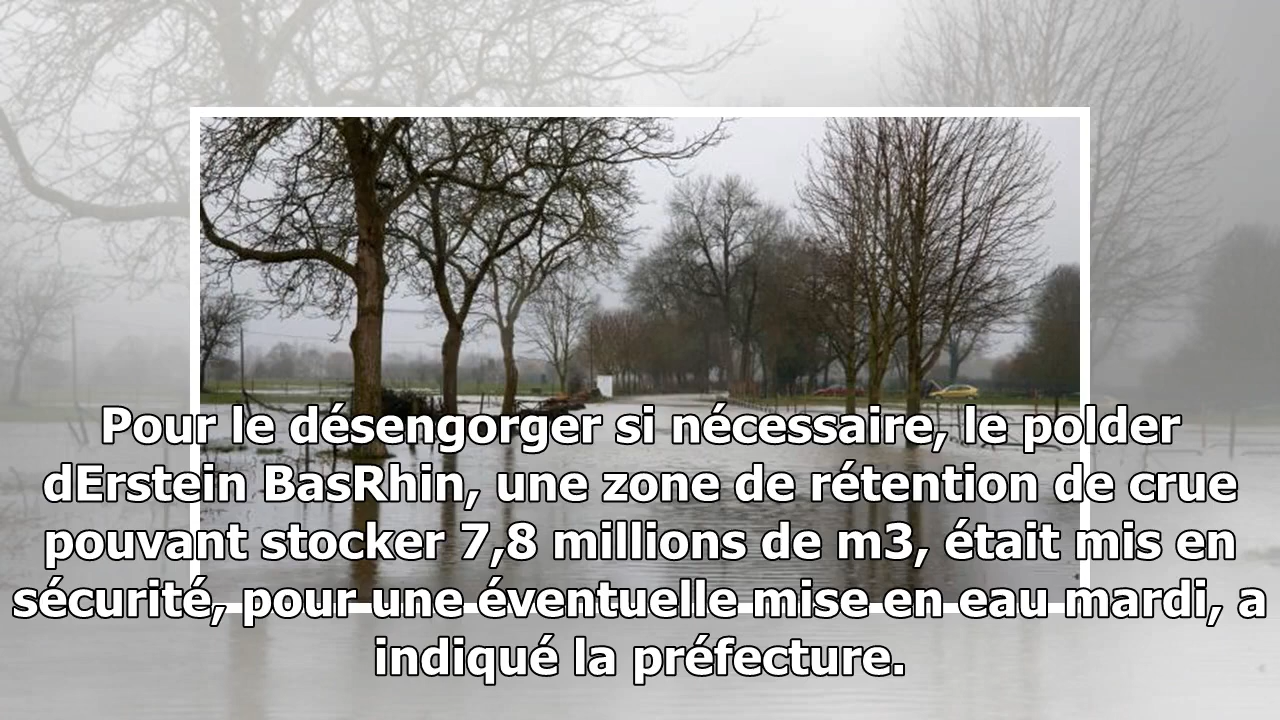 Pour le désengorger si nécessaire, le polder
dErstein BasRhin, une zone de rétention de crue
pouvant stocker 7,8 millions de m3, était mis en
sécurité, pour une éventuelle mise en eau mardi, a
indiqué la préfecture.